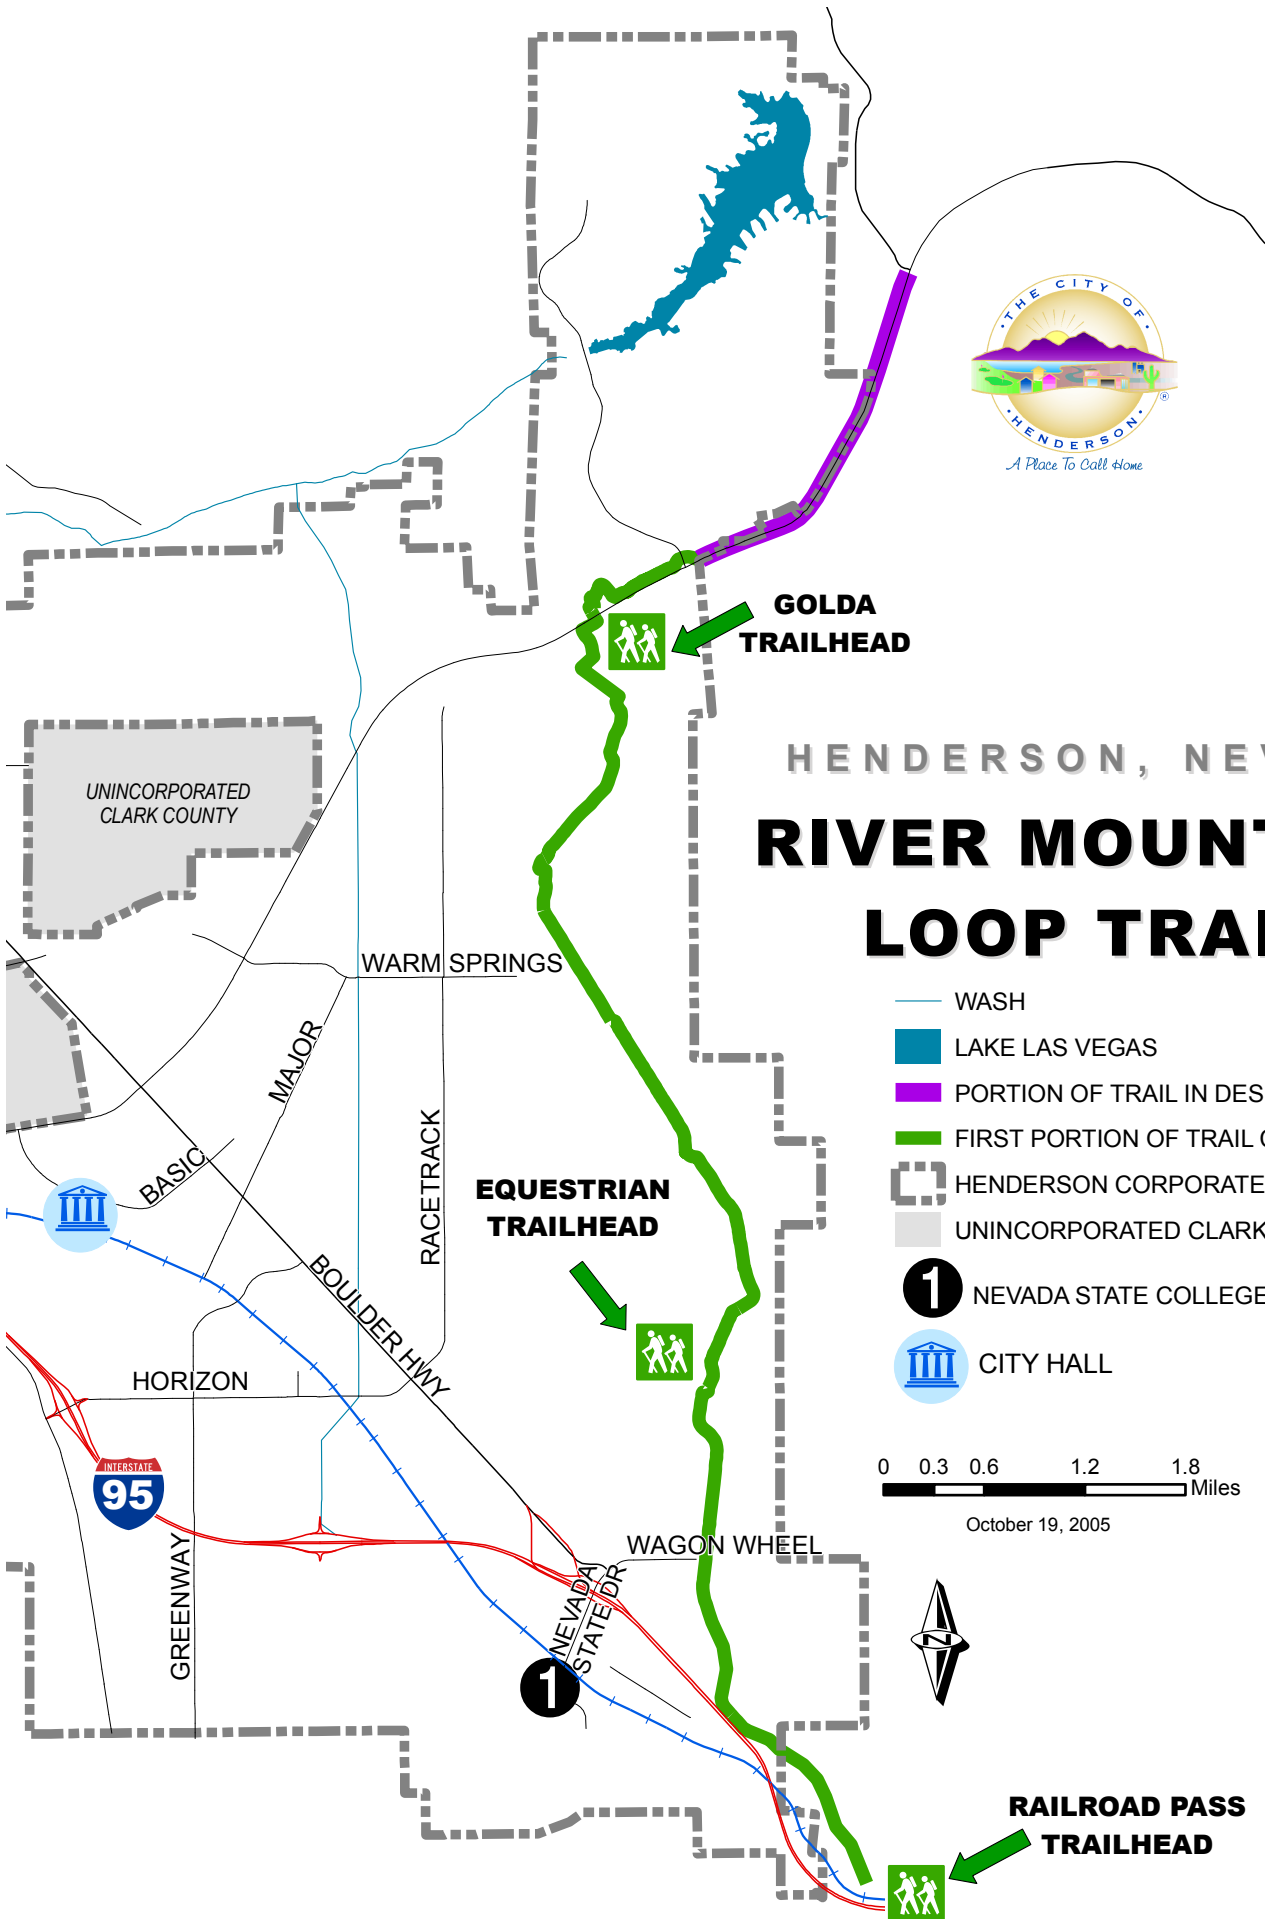 THE CITY OF
HENDERSON
®
A Place To Call Home
GOLDA
TRAILHEAD
HENDERSON, NEV
RIVER MOUNT
LOOP TRAI
UNINCORPORATED
CLARK COUNTY
WARM SPRINGS
MAJOR
BASIC
RACETRACK
BOULDER HWY
EQUESTRIAN
TRAILHEAD
HORIZON
INTERSTATE
95
GREENWAY
WAGON WHEEL
NEVADA
STATE DR
1
WASH
LAKE LAS VEGAS
PORTION OF TRAIL IN DES
FIRST PORTION OF TRAIL
HENDERSON CORPORATE
UNINCORPORATED CLARK
1 NEVADA STATE COLLEGE
CITY HALL
0 0.3 0.6 1.2 1.8
Miles
October 19, 2005
N
RAILROAD PASS
TRAILHEAD